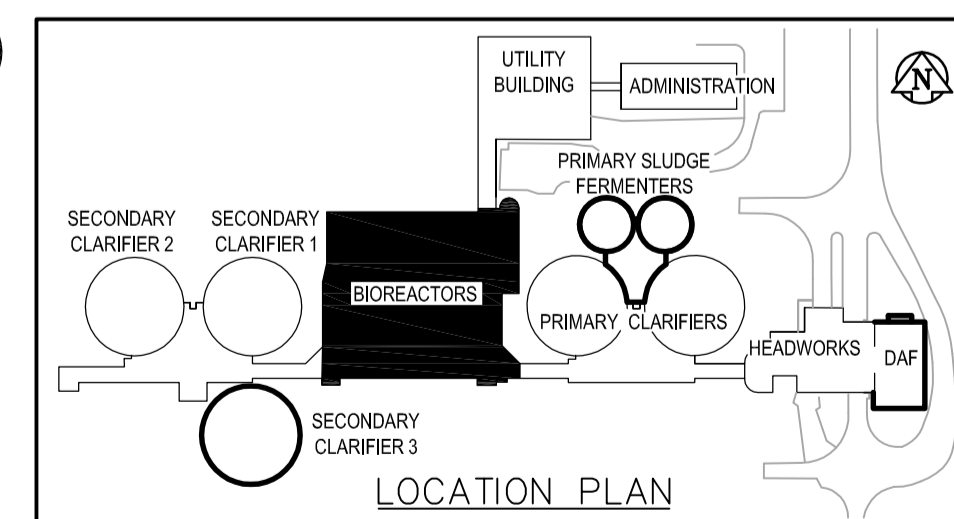 UTILITY
BUILDING
ADMINISTRATION
N
PRIMARY SLUDGE
FERMENTERS
SECONDARY
CLARIFIER 2
SECONDARY
CLARIFIER 1
BIOREACTORS
PRIMARY CLARIFIERS
HEADWORKS
DAF
SECONDARY
CLARIFIER 3
LOCATION PLAN